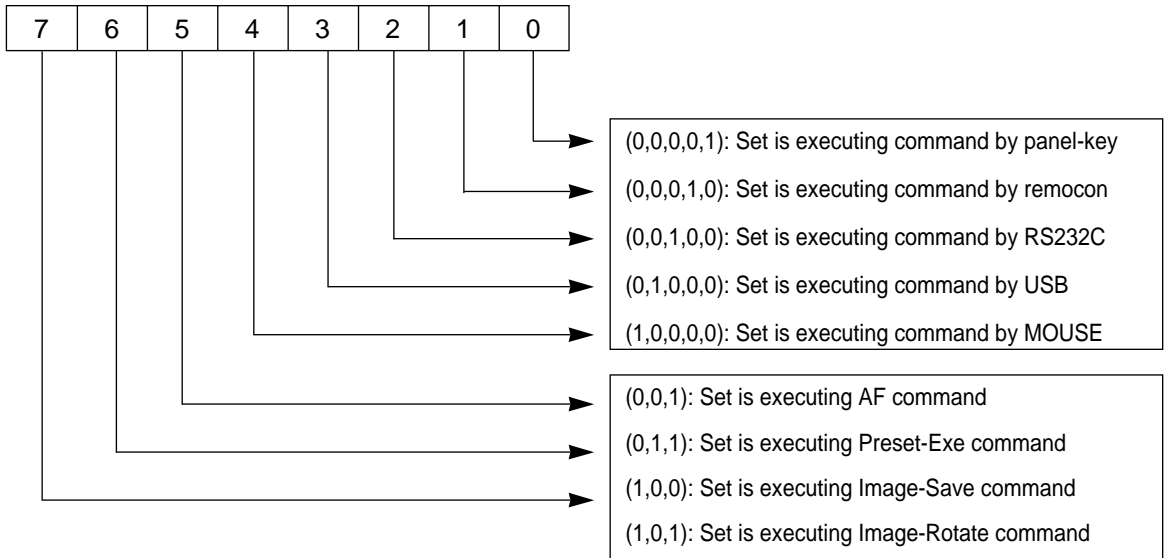 7 6 5 4 3 2 1 0
(0,0,0,0,1): Set is executing command by panel-key
(0,0,0,1,0): Set is executing command by remocon
(0,0,1,0,0): Set is executing command by RS232C
(0,1,0,0,0): Set is executing command by USB
(1,0,0,0,0): Set is executing command by MOUSE
(0,0,1): Set is executing AF command
(0,1,1): Set is executing Preset-Exe command
(1,0,0): Set is executing Image-Save command
(1,0,1): Set is executing Image-Rotate command